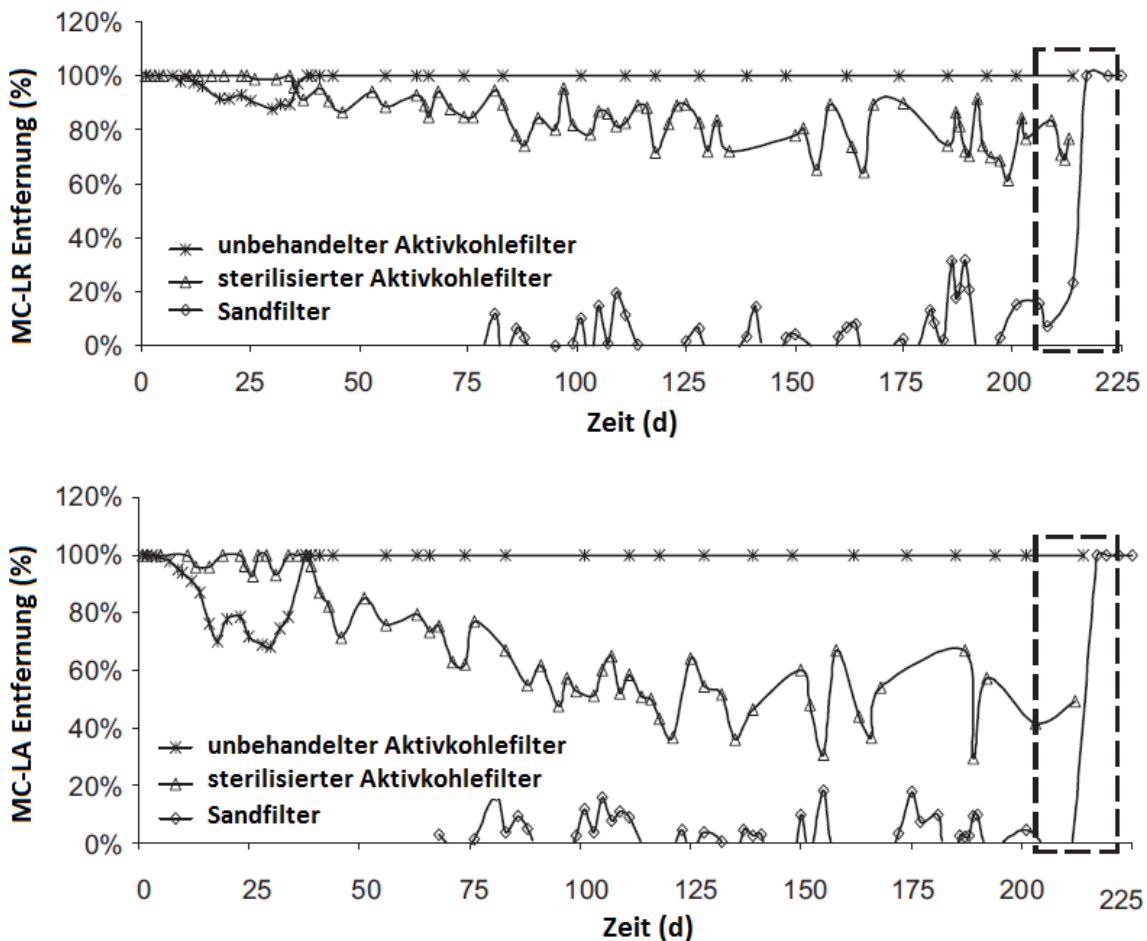 120%
100%
80%
60%
40%
20%
0%
MC-LR Entfernung (%)
unbehandelter Aktivkohlefilter
sterilisierter Aktivkohlefilter
Sandfilter
0 25 50 75 100 125 150 175 200 225
Zeit (d)
120%
100%
80%
60%
40%
20%
0%
MC-LA Entfernung (%)
unbehandelter Aktivkohlefilter
sterilisierter Aktivkohlefilter
Sandfilter
0 25 50 75 100 125 150 175 200 225
Zeit (d)